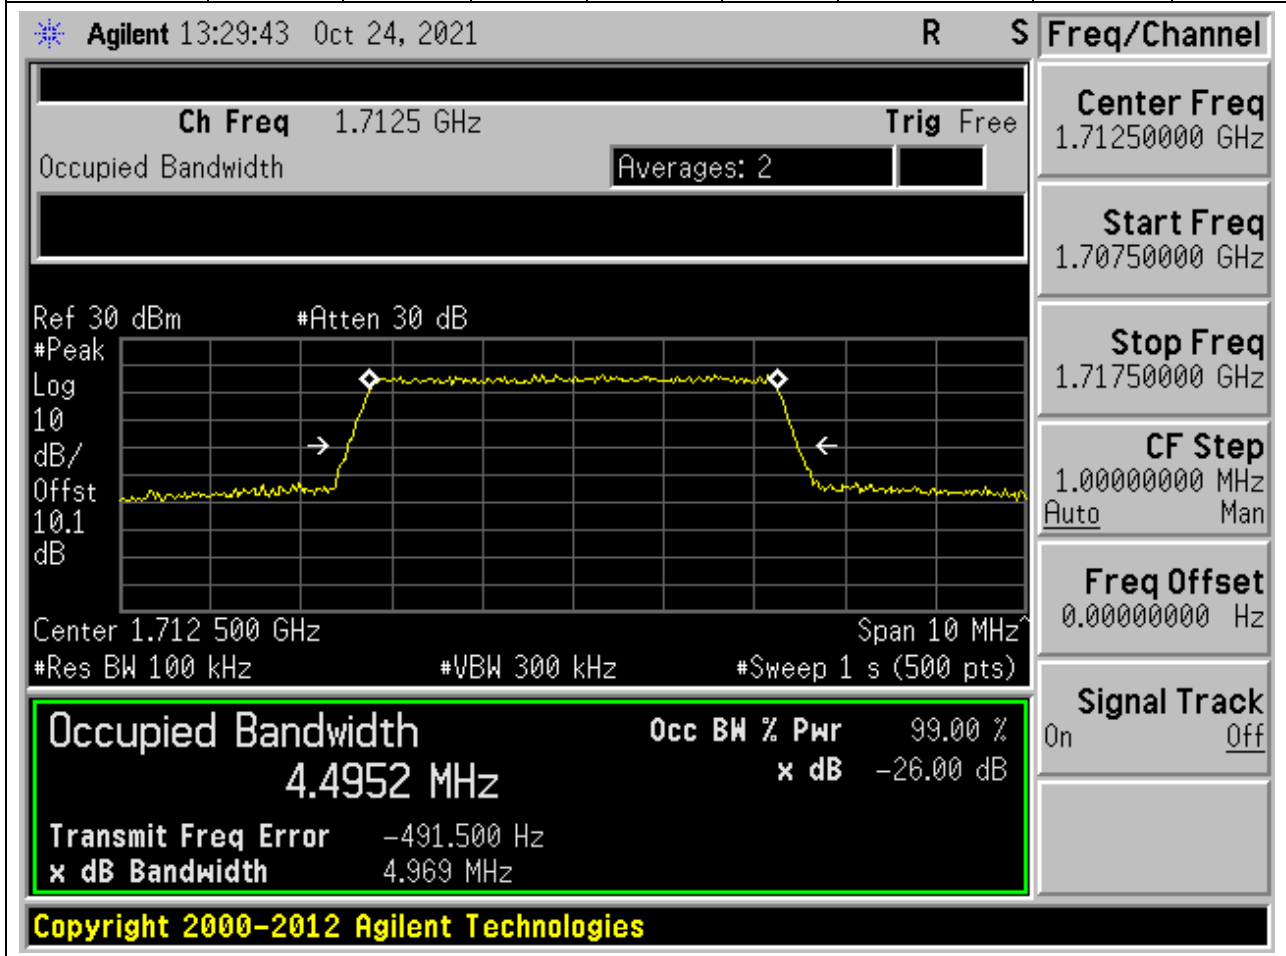 Agilent 13:29:43 Oct 24, 2021 R S
Freq/Channel
Ch Freq 1.7125 GHz Trig Free
Occupied Bandwidth Averages: 2
Center Freq
1.71250000 GHz
Start Freq
1.70750000 GHz
Stop Freq
1.71750000 GHz
CF Step
1.00000000 MHz
Auto Man
Freq Offset
0.00000000 Hz
Signal Track
On Off
Ref 30 dBm #Atten 30 dB
#Peak
Log
10
dB/
Offst
10.1
dB
Center 1.712 500 GHz Span 10 MHz^
#Res BW 100 kHz #VBW 300 kHz #Sweep 1 s (500 pts)
Occupied Bandwidth Occ BW % Pwr 99.00 %
4.4952 MHz x dB -26.00 dB
Transmit Freq Error -491.500 Hz
x dB Bandwidth 4.969 MHz
Copyright 2000-2012 Agilent Technologies